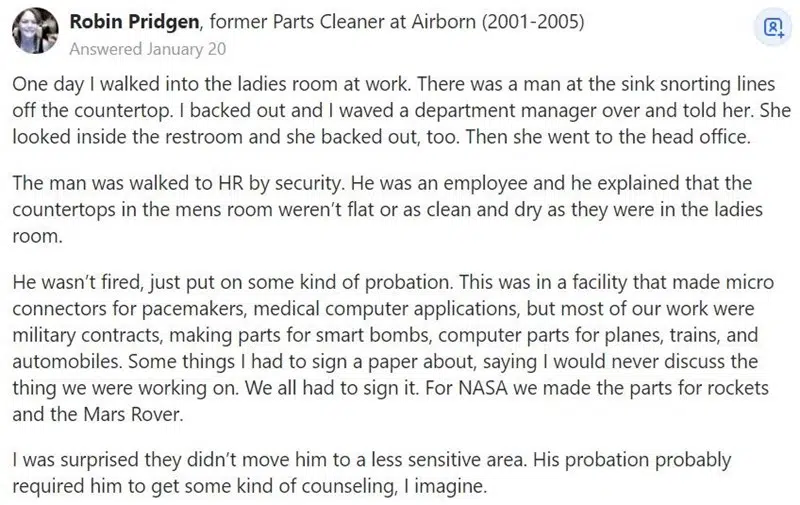 Robin Pridgen, former Parts Cleaner at Airborn (2001-2005)
Answered January 20
One day I walked into the ladies room at work. There was a man at the sink snorting lines
off the countertop. I backed out and I waved a department manager over and told her. She
looked inside the restroom and she backed out, too. Then she went to the head office.
The man was walked to HR by security. He was an employee and he explained that the
countertops in the mens room weren’t flat or as clean and dry as they were in the ladies
room.
He wasn’t fired, just put on some kind of probation. This was in a facility that made micro
connectors for pacemakers, medical computer applications, but most of our work were
military contracts, making parts for smart bombs, computer parts for planes, trains, and
automobiles. Some things I had to sign a paper about, saying I would never discuss the
thing we were working on. We all had to sign it. For NASA we made the parts for rockets
and the Mars Rover.
I was surprised they didn’t move him to a less sensitive area. His probation probably
required him to get some kind of counseling, I imagine.